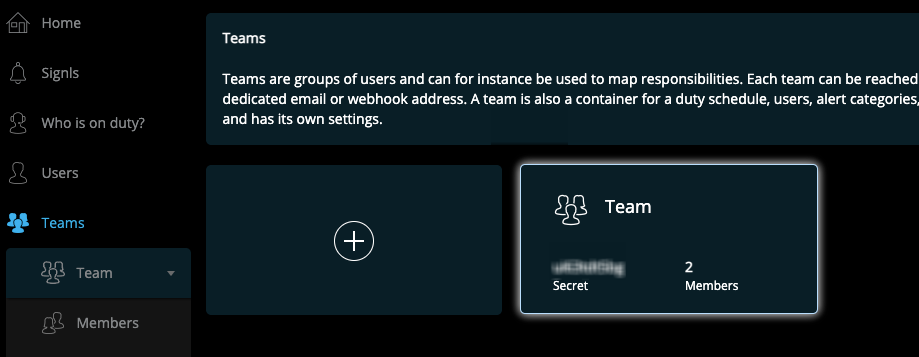 Home
Signls
Who is on duty?
Users
Teams
Team
Members
Teams
Teams are groups of users and can for instance be used to map responsibilities. Each team can be reached
dedicated email or webhook address. A team is also a container for a duty schedule, users, alert categories,
and has its own settings.
Team
2
Secret
Members